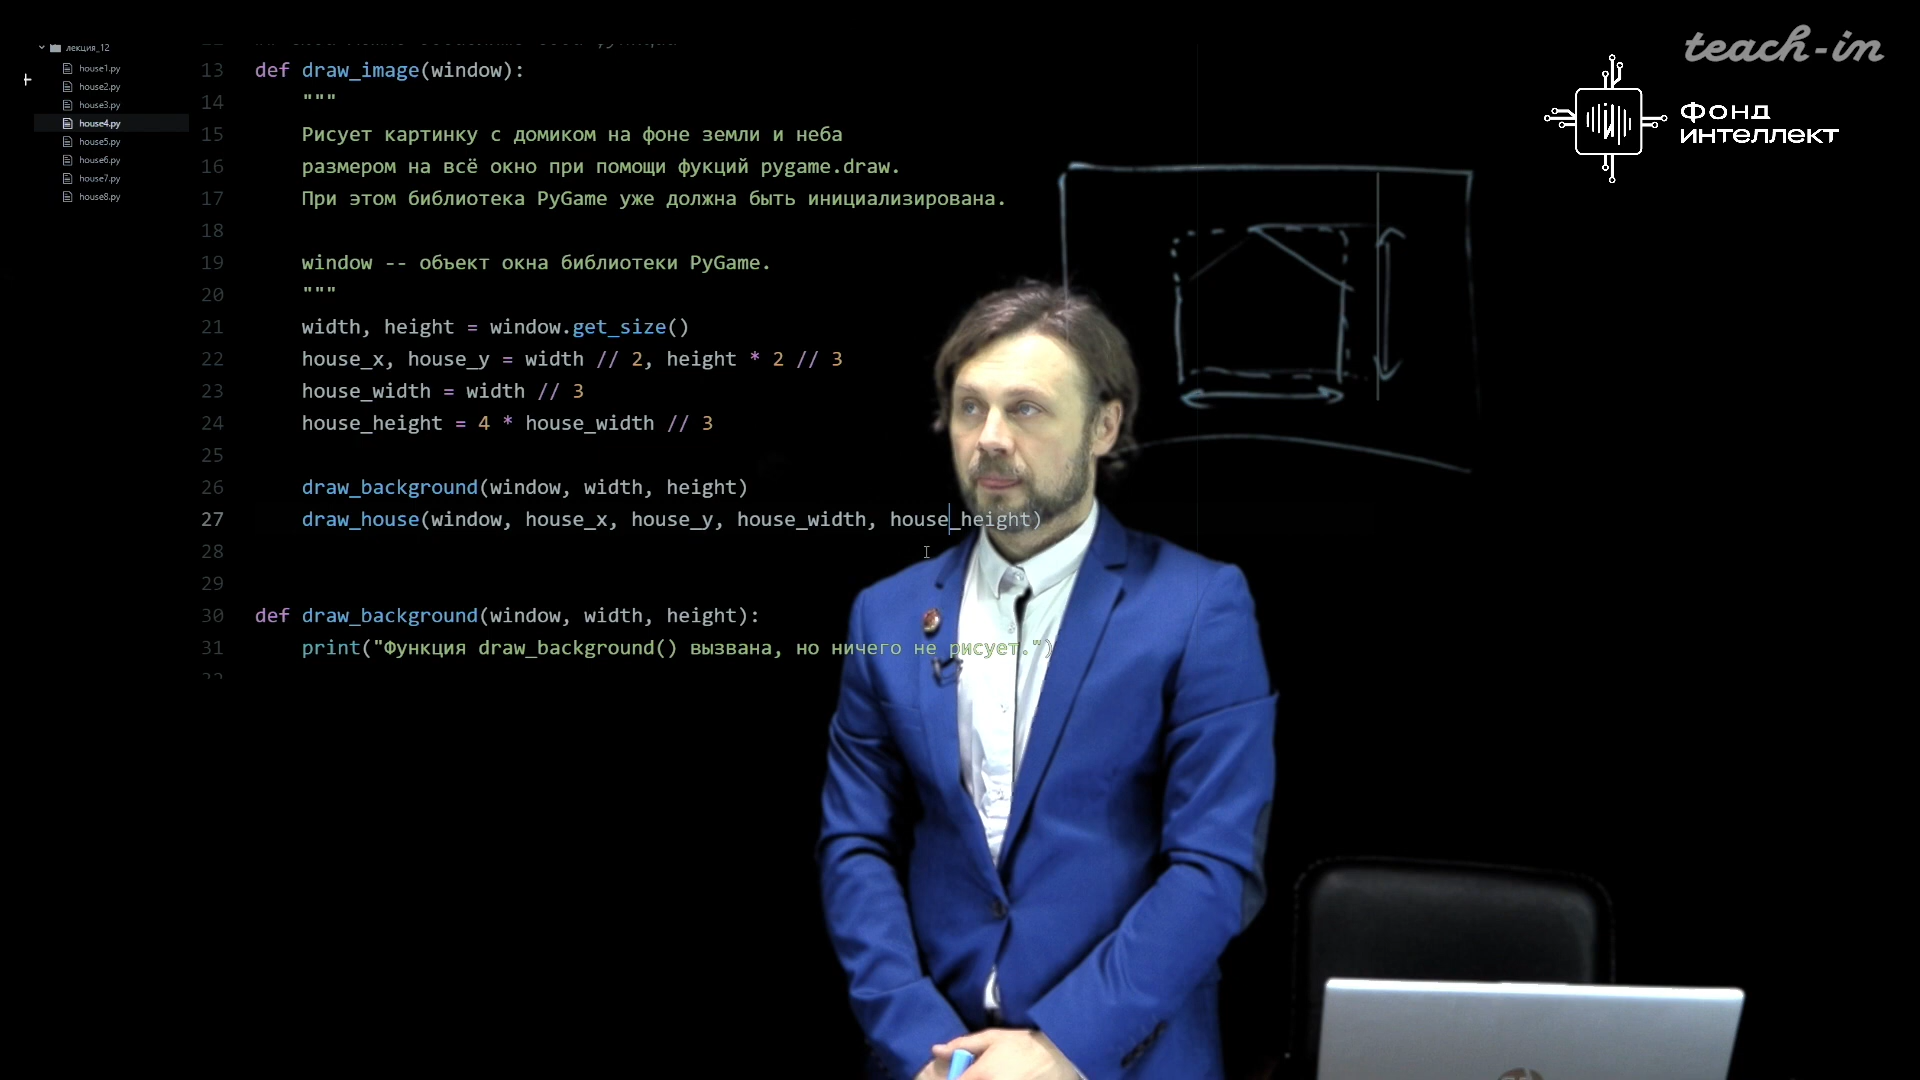 teach-in
Фонд
интеллект
лекция_12
house1.py
house2.py
house3.py
house4.py
house5.py
house6.py
house7.py
house8.py
13 def draw_image(window):
14 """
15 Рисует картинку с домиком на фоне земли и неба
16 размером на всё окно при помощи фукций pygame.draw.
17 При этом библиотека PyGame уже должна быть инициализирована.
18
19 window -- объект окна библиотеки PyGame.
20 """
21 width, height = window.get_size()
22 house_x, house_y = width // 2, height * 2 // 3
23 house_width = width // 3
24 house_height = 4 * house_width // 3
25
26 draw_background(window, width, height)
27 draw_house(window, house_x, house_y, house_width, house_height)
28
29
30 def draw_background(window, width, height):
31 print("Функция draw_background() вызвана, но ничего не рисует.")